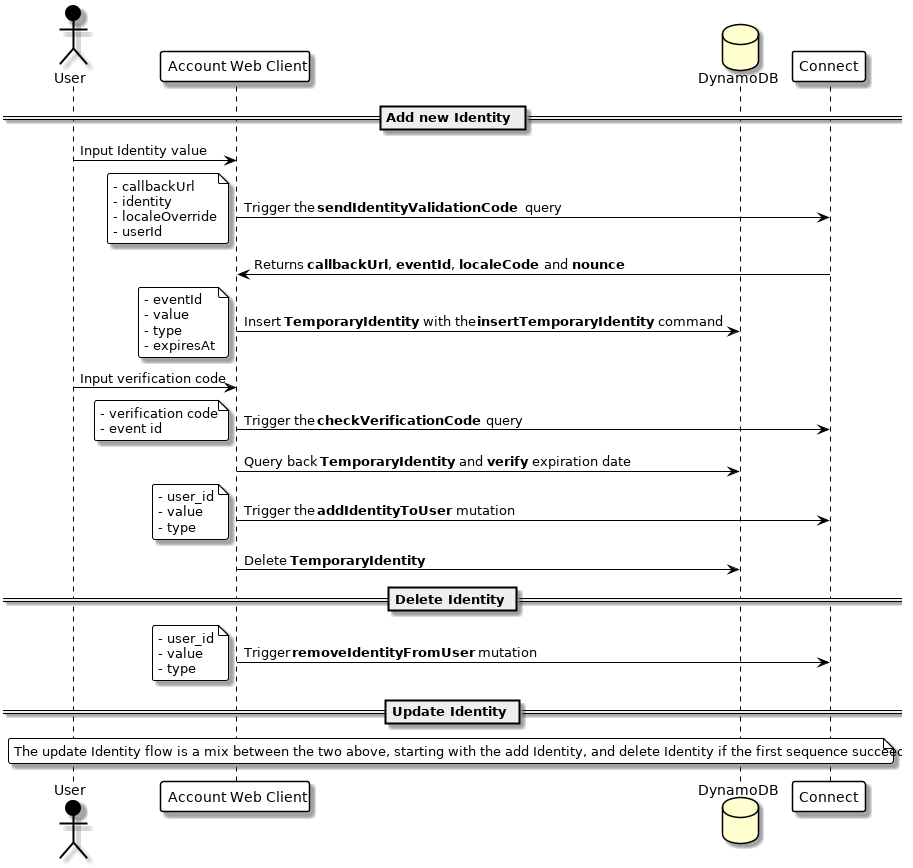 User
Account Web Client
DynamoDB
Connect
Add new Identity
Input Identity value
- callbackUrl
- identity
- localeOverride
- userId
Trigger the sendIdentityValidationCode query
Returns callbackUrl, eventId, localeCode and nounce
- eventId
- value
- type
- expiresAt
Insert TemporaryIdentity with the insertTemporaryIdentity command
Input verification code
- verification code
- event id
Trigger the checkVerificationCode query
Query back TemporaryIdentity and verify expiration date
- user_id
- value
- type
Trigger the addIdentityToUser mutation
Delete TemporaryIdentity
Delete Identity
- user_id
- value
- type
Trigger removeIdentityFromUser mutation
Update Identity
The update Identity flow is a mix between the two above, starting with the add Identity, and delete Identity if the first sequence
User
Account Web Client
DynamoDB
Connect